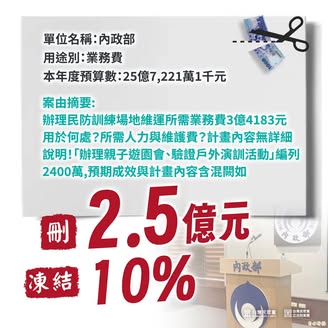 單位名稱：內政部
用途別：業務費
本年度預算數：25億7,221萬1千元
案由摘要：
辦理民防訓練場地維運所需業務費3億4183元
用於何處？所需人力與維護費？計畫內容無詳細
說明！「辦理親子遊園會、驗證戶外演訓活動」編列
2400萬，預期成效與計畫內容含混闕如
刪 2.5億元
凍結 10%
內政部
台灣民眾黨